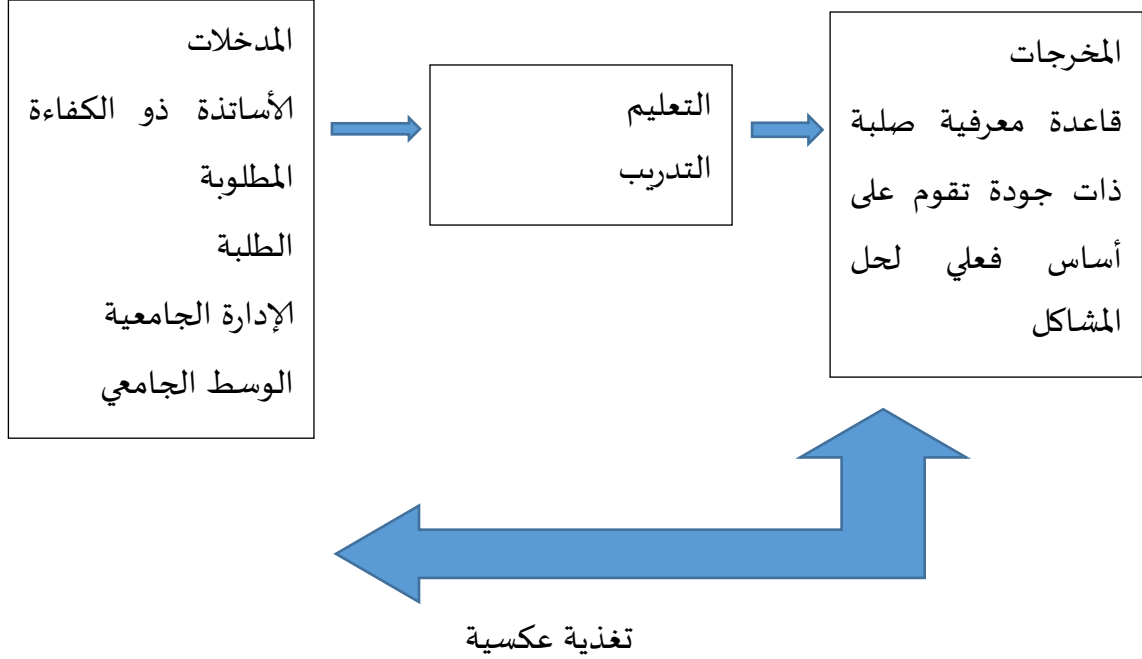 المدخلات
الأساتذة ذو الكفاءة
المطلوبة
الطلبة
الإدارة الجامعية
الوسط الجامعي
التعليم
التدريب
المخرجات
قاعدة معرفية صلبة
ذات جودة تقوم على
أساس فعلي لحل
المشاكل
تغذية عكسية